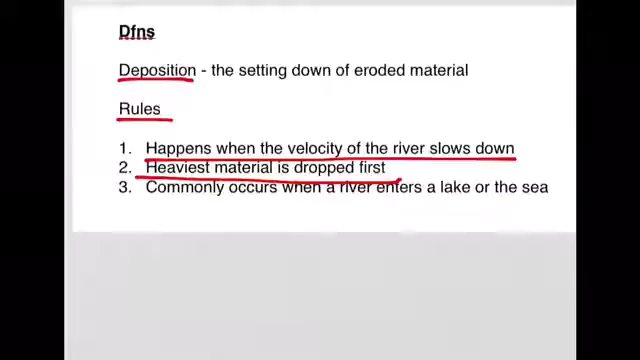 Dfns
Deposition - the setting down of eroded material
Rules
1. Happens when the velocity of the river slows down
2. Heaviest material is dropped first
3. Commonly occurs when a river enters a lake or the sea